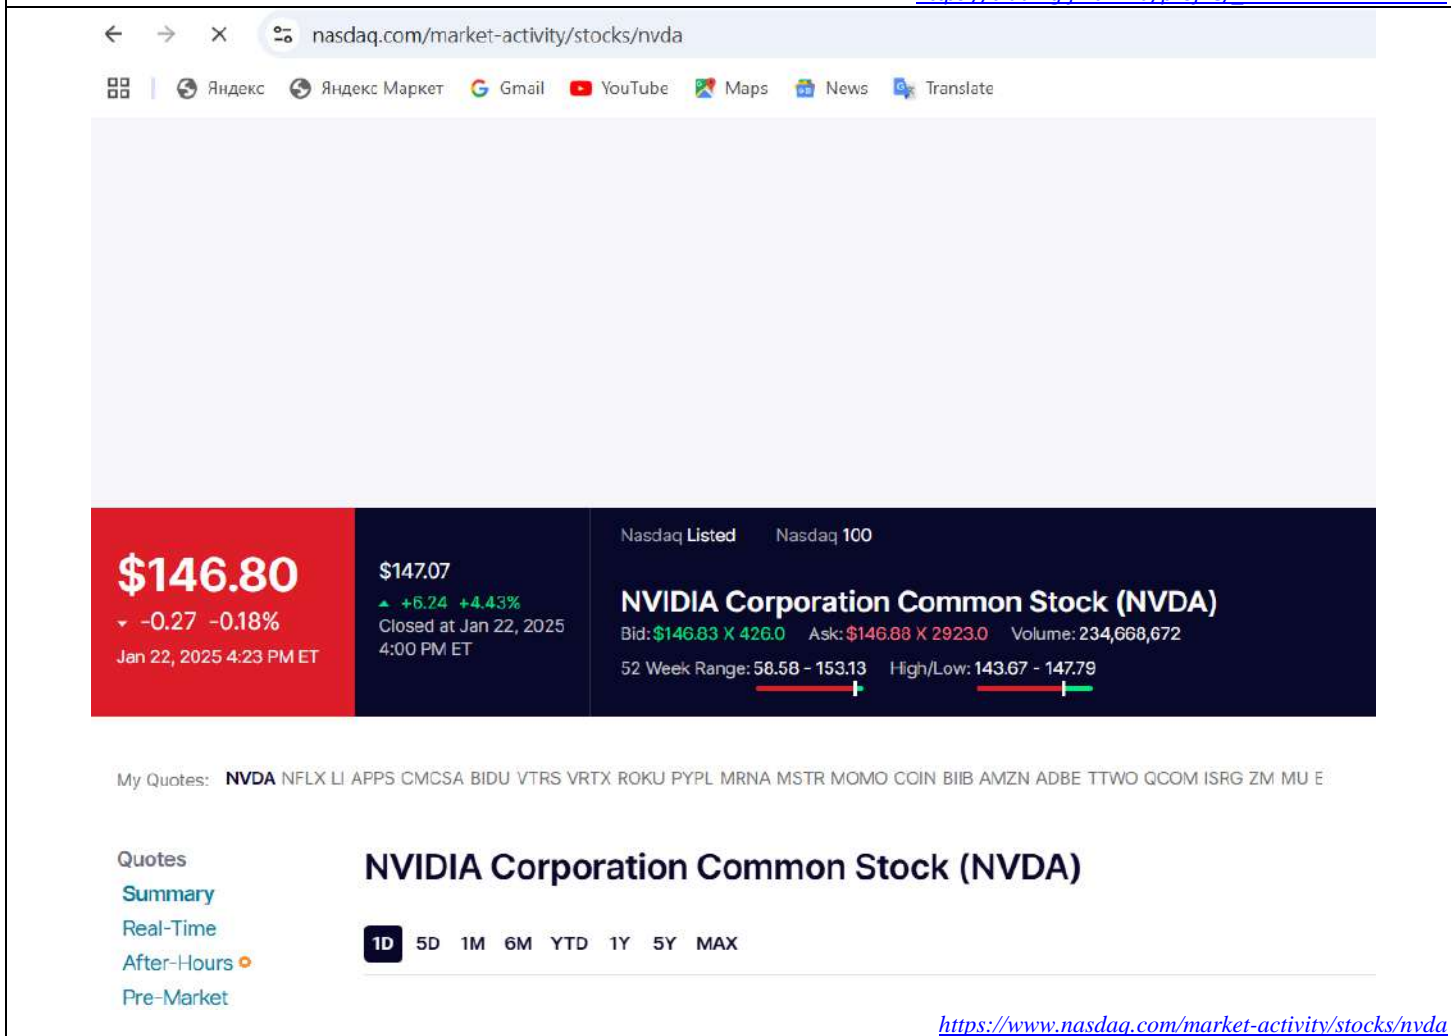 nasdaq.com/market-activity/stocks/nvda
Яндекс Яндекс Маркет Gmail YouTube Maps News Translate
$146.80
-0.27 -0.18%
Jan 22, 2025 4:23 PM ET
$147.07
+6.24 +4.43%
Closed at Jan 22, 2025
4:00 PM ET
Nasdaq Listed Nasdaq 100
NVIDIA Corporation Common Stock (NVDA)
Bid: $146.83 X 426.0 Ask: $146.88 X 2923.0 Volume: 234,668,672
52 Week Range: 58.58 - 153.13 High/Low: 143.67 - 147.79
My Quotes: NVDA NFLX LI APPS CMCSA BIDU VTRS VRTX ROKU PYPL MRNA MSTR MOMO COIN BIIB AMZN ADBE TTWO QCOM ISRG ZM MU E
Quotes
Summary
Real-Time
After-Hours
Pre-Market
NVIDIA Corporation Common Stock (NVDA)
1D 5D 1M 6M YTD 1Y 5Y MAX
https://www.nasdaq.com/market-activity/stocks/nvda